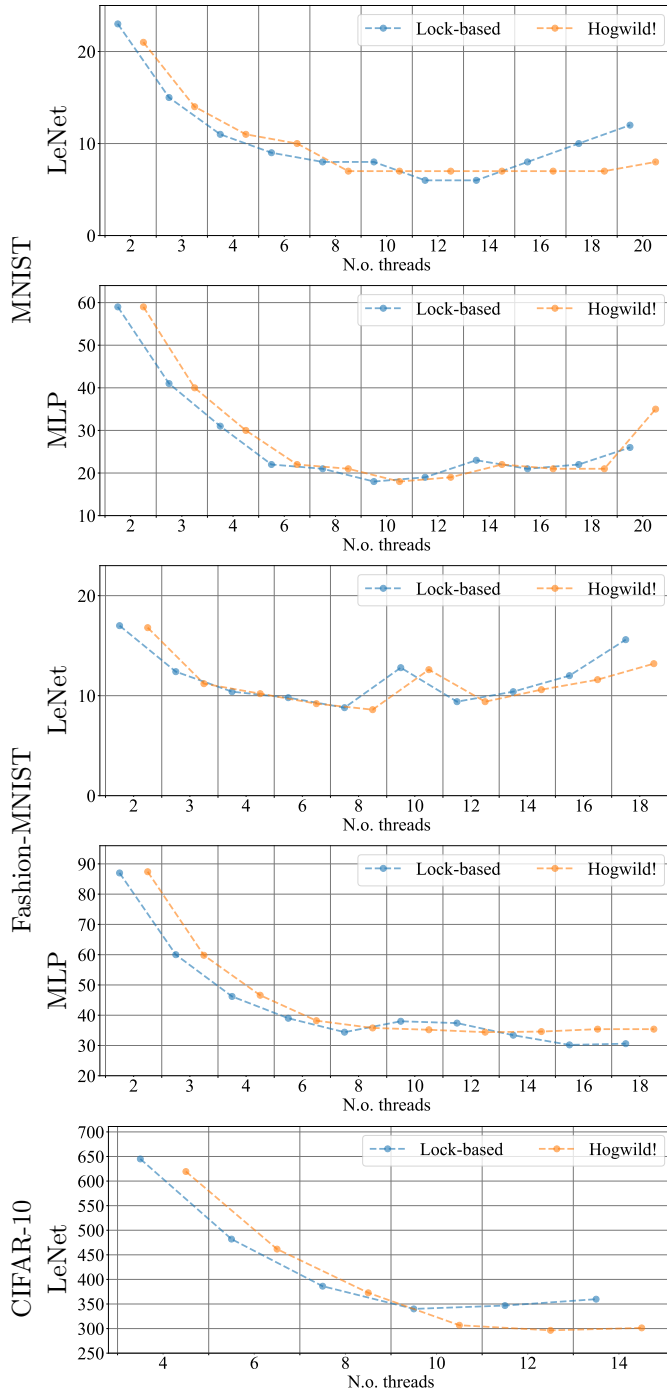 MNIST
LeNet
Lock-based Hogwild!
20
10
0
2 3 4 6 8 10 12 14 16 18 20
N.o. threads
MLP
Lock-based Hogwild!
60
50
40
30
20
10
2 3 4 6 8 10 12 14 16 18 20
N.o. threads
Fashion-MNIST
LeNet
Lock-based Hogwild!
20
10
0
2 3 4 6 8 10 12 14 16 18
N.o. threads
MLP
Lock-based Hogwild!
90
80
70
60
50
40
30
20
2 3 4 6 8 10 12 14 16 18
N.o. threads
CIFAR-10
LeNet
Lock-based Hogwild!
700
650
600
550
500
450
400
350
300
250
4 6 8 10 12 14
N.o. threads